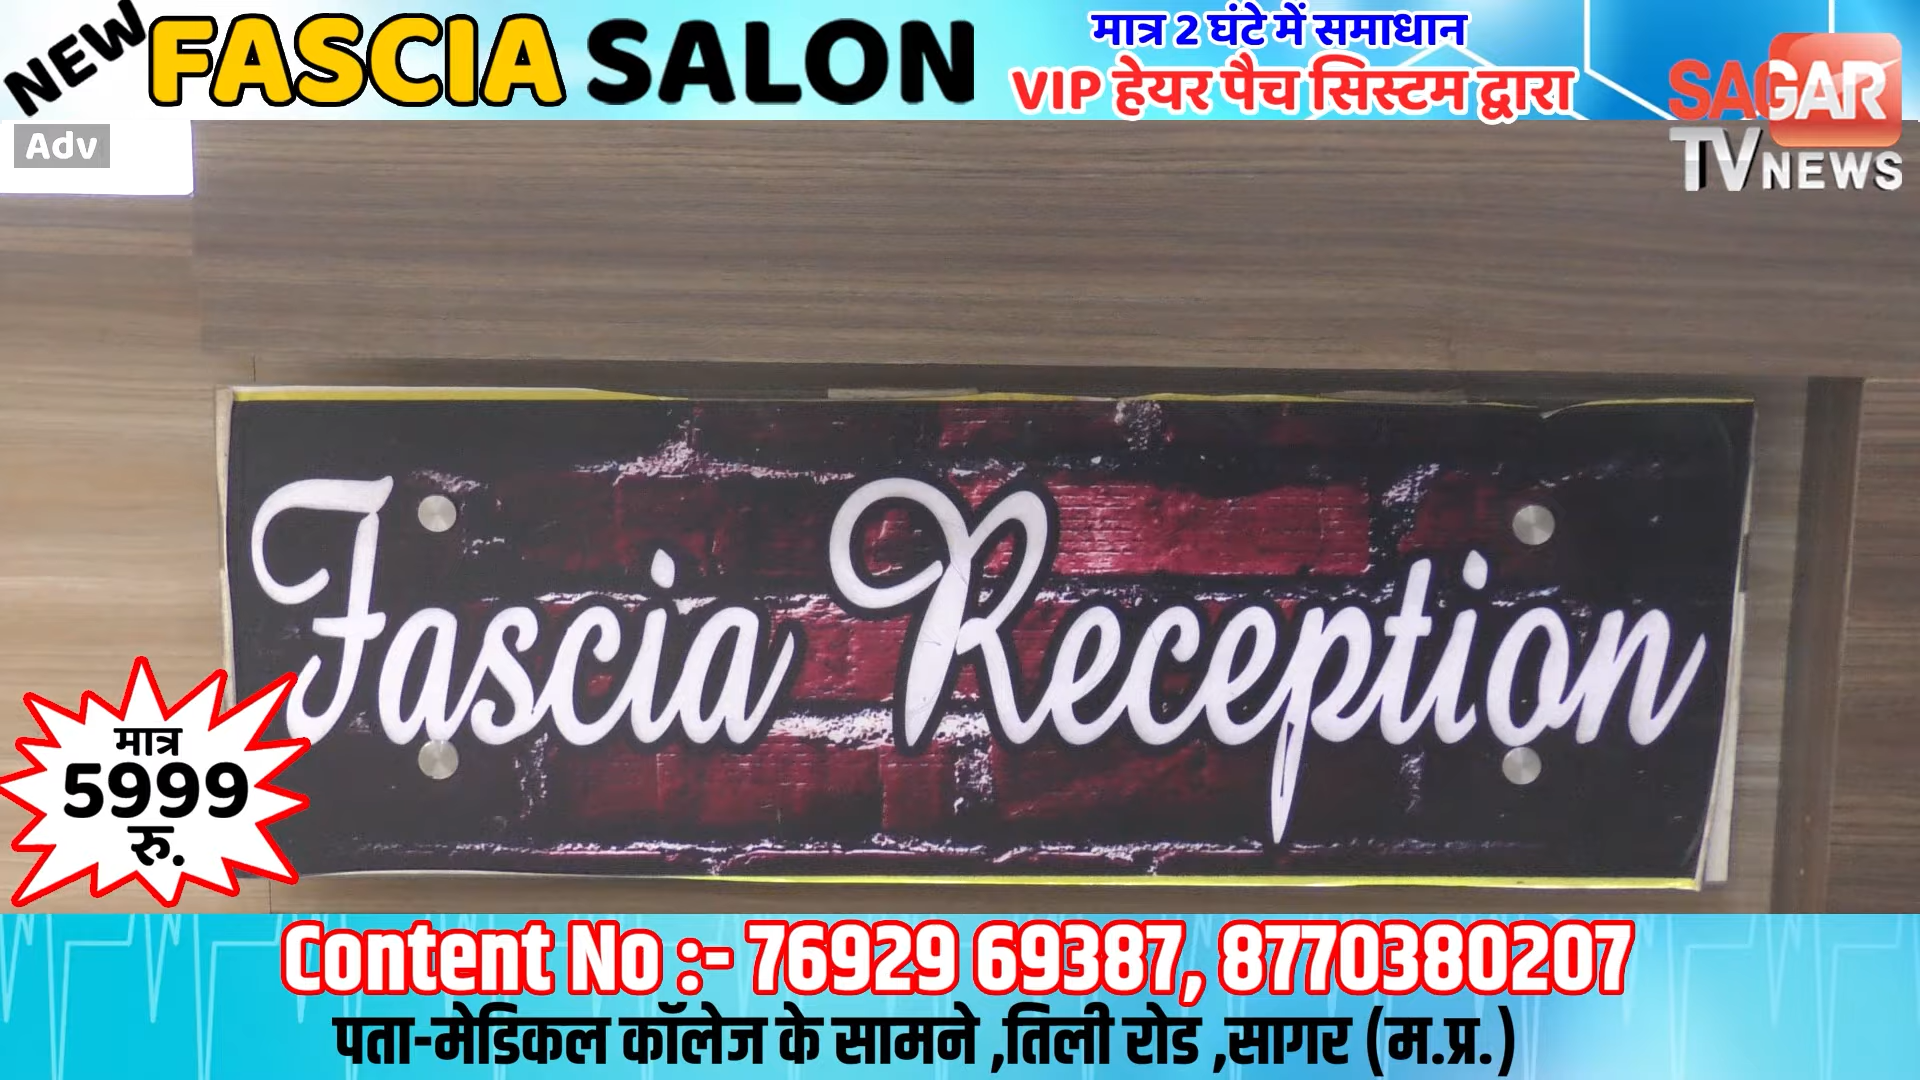 NEW FASCIA SALON
मात्र 2 घंटे में समाधान
VIP हेयर पैच सिस्टम द्वारा
SAGAR
TV NEWS
Adv
Fascia Reception
मात्र
5999
रु.
Content No :- 76929 69387, 8770380207
पता-मेडिकल कॉलेज के सामने ,तिली रोड ,सागर (म.प्र.)